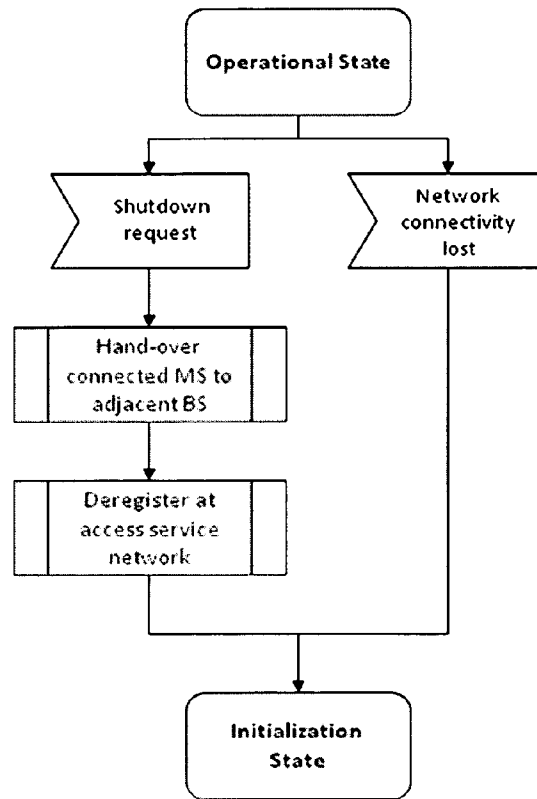 Operational State
Shutdown
request
Network
connectivity
lost
Hand-over
connected MS to
adjacent BS
Deregister at
access service
network
Initialization
State